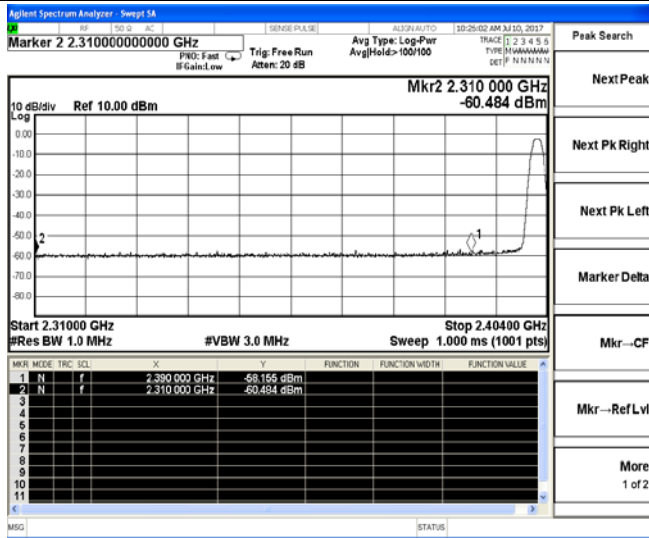 Agilent Spectrum Analyzer - Swept SA
RF 50 Ω AC SENSE:PULSE ALIGN AUTO 10:26:02 AM Jul 10, 2017
Marker 2 2.310000000000 GHz
PNO: Fast
IFGain:Low
Trig: Free Run
Atten: 20 dB
Avg Type: Log-Pwr
Avg|Hold:>100/100
TRACE 1 2 3 4 5 6
TYPE M WWWWW
DET P N N N N N
Peak Search
Next Peak
Next Pk Right
Next Pk Left
Marker Delta
Mkr→CF
Mkr→Ref Lvl
More
1 of 2
Mkr2 2.310 000 GHz
-60.484 dBm
10 dB/div Ref 10.00 dBm
Log
0.00
-10.0
-20.0
-30.0
-40.0
-50.0
-60.0
-70.0
-80.0
2
1
Start 2.31000 GHz Stop 2.40400 GHz
#Res BW 1.0 MHz #VBW 3.0 MHz Sweep 1.000 ms (1001 pts)
MKR MODE TRC SCL X Y FUNCTION FUNCTION WIDTH FUNCTION VALUE
1 N f 2.390 000 GHz -58.155 dBm
2 N f 2.310 000 GHz -60.484 dBm
3
4
5
6
7
8
9
10
11
MSG STATUS